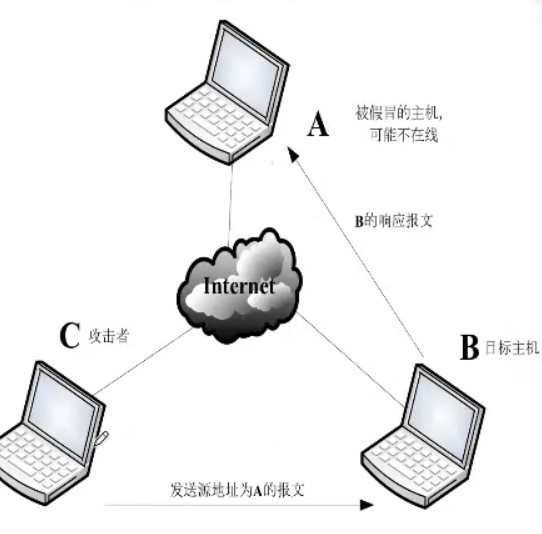 A
被假冒的主机,
可能不在线
B的响应报文
Internet
C 攻击者
B 目标主机
发送源地址为A的报文